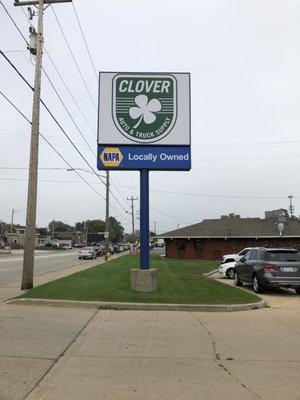 CLOVER
AUTO & TRUCK SUPPLY
NAPA
Locally Owned